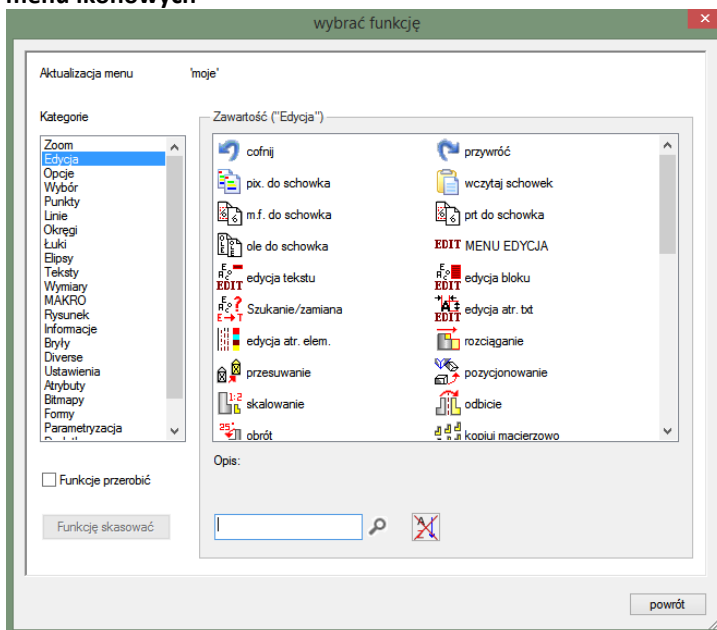 menu ikonowych
wybrać funkcję
Aktualizacja menu 'moje'
Kategorie
Zoom
Edycja
Opcje
Wybór
Punkty
Linie
Okręgi
Łuki
Elipsy
Teksty
Wymiary
MAKRO
Rysunek
Informacje
Bryły
Diverse
Ustawienia
Atrybuty
Bitmapy
Formy
Parametryzacja
Funkcje przerobić
Funkcję skasować
Zawartość ("Edycja")
cofnij przywróć
pix. do schowka wczytaj schowek
m.f. do schowka prt do schowka
ole do schowka EDIT MENU EDYCJA
EDIT edycja tekstu EDIT edycja bloku
E→T Szukanie/zamiana EDIT edycja atr. txt
edycja atr. elem. rozciąganie
przesuwanie pozycjonowanie
1:2 skalowanie odbicie
25° obrót kopiuj macierzowo
Opis:
A Z
powrót